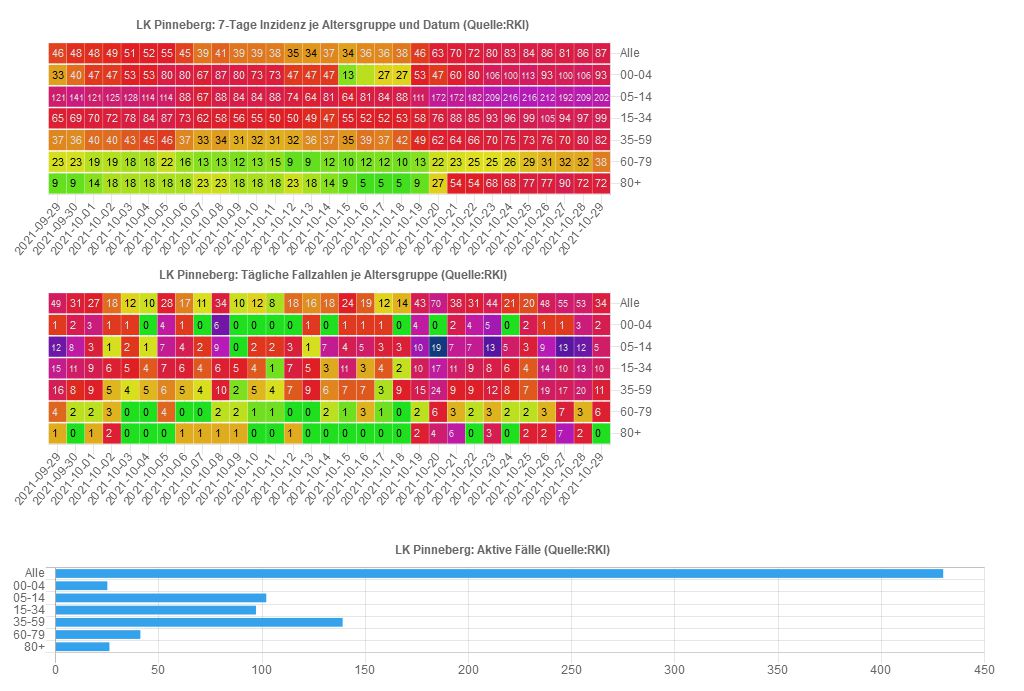 LK Pinneberg: 7-Tage Inzidenz je Altersgruppe und Datum (Quelle:RKI)
46 48 48 49 51 52 55 45 39 41 39 39 38 35 34 37 34 36 36 38 46 63 70 72 80 83 84 86 81 86 87 Alle
33 40 47 47 53 53 80 80 67 87 80 73 73 47 47 47 13 27 27 53 47 60 80 106 100 113 93 100 106 93 00-04
121 141 121 125 128 114 114 88 67 88 84 84 88 74 64 81 64 81 84 88 111 172 172 182 209 216 216 212 192 209 202 05-14
65 69 70 72 78 84 87 73 62 58 56 55 50 50 49 47 55 52 52 53 58 76 88 85 93 96 99 105 94 97 99 15-34
37 36 40 40 43 45 46 37 33 34 31 32 31 32 36 37 35 39 37 42 49 62 64 66 70 75 73 76 70 80 82 35-59
23 23 19 19 18 18 22 16 13 13 12 13 15 9 9 12 10 12 12 10 13 22 23 25 25 26 29 31 32 32 38 60-79
9 9 14 18 18 18 18 18 23 23 18 18 18 23 18 14 9 5 5 5 9 27 54 54 68 68 77 77 90 72 72 80+
2021-09-29 2021-09-30 2021-10-01 2021-10-02 2021-10-03 2021-10-04 2021-10-05 2021-10-06 2021-10-07 2021-10-08 2021-10-09 2021-10-10 2021-10-11 2021-10-12 2021-10-13 2021-10-14 2021-10-15 2021-10-16 2021-10-17 2021-10-18 2021-10-19 2021-10-20 2021-10-21 2021-10-22 2021-10-23 2021-10-24 2021-10-25 2021-10-26 2021-10-27 2021-10-28 2021-10-29
LK Pinneberg: Tägliche Fallzahlen je Altersgruppe (Quelle:RKI)
49 31 27 18 12 10 28 17 11 34 10 12 8 18 16 18 24 19 12 14 43 70 38 31 44 21 20 48 55 53 34 Alle
1 2 3 1 1 0 4 1 0 6 0 0 0 0 1 0 1 1 1 0 4 0 2 4 5 0 2 1 1 3 2 00-04
12 8 3 1 2 1 7 4 2 9 0 2 2 3 1 7 4 5 3 3 10 19 7 7 13 5 3 9 13 12 5 05-14
15 11 9 6 5 4 7 6 4 6 5 4 1 7 5 3 11 3 4 2 10 17 11 9 8 6 4 14 10 13 10 15-34
16 8 9 5 4 5 6 5 4 10 2 5 4 7 9 6 7 7 3 9 15 24 9 9 12 8 7 19 17 20 11 35-59
4 2 2 3 0 0 4 0 0 2 2 1 1 0 0 2 1 3 1 0 2 6 3 2 3 2 2 3 7 3 6 60-79
1 0 1 2 0 0 0 1 1 1 1 0 0 1 0 0 0 0 0 0 2 4 6 0 3 0 2 2 7 2 0 80+
2021-09-29 2021-09-30 2021-10-01 2021-10-02 2021-10-03 2021-10-04 2021-10-05 2021-10-06 2021-10-07 2021-10-08 2021-10-09 2021-10-10 2021-10-11 2021-10-12 2021-10-13 2021-10-14 2021-10-15 2021-10-16 2021-10-17 2021-10-18 2021-10-19 2021-10-20 2021-10-21 2021-10-22 2021-10-23 2021-10-24 2021-10-25 2021-10-26 2021-10-27 2021-10-28 2021-10-29
LK Pinneberg: Aktive Fälle (Quelle:RKI)
Alle
00-04
05-14
15-34
35-59
60-79
80+
0 50 100 150 200 250 300 350 400 450